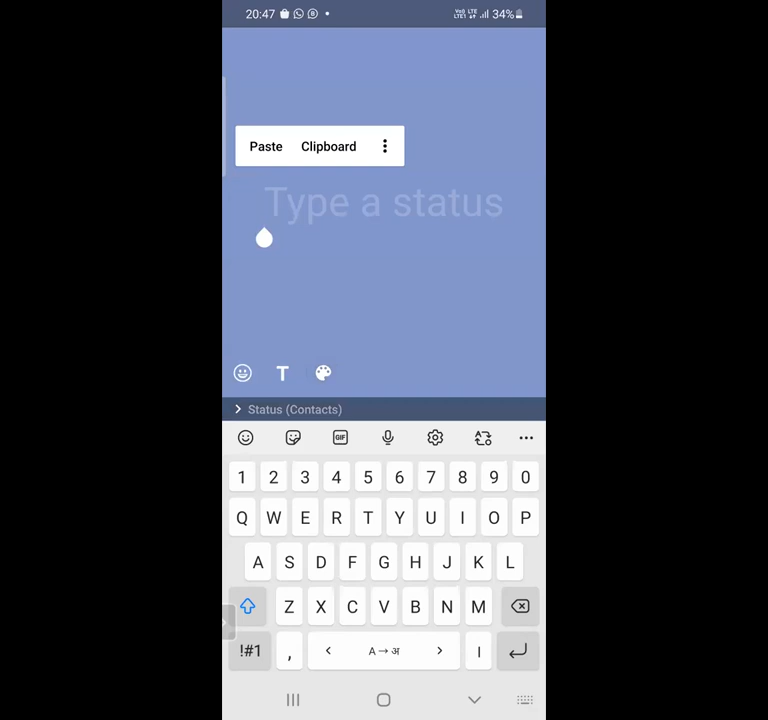 20:47 34%
Paste Clipboard
Type a status
T
Status (Contacts)
GIF
1 2 3 4 5 6 7 8 9 0
Q W E R T Y U I O P
A S D F G H J K L
Z X C V B N M
!#1 , < A→अ > I